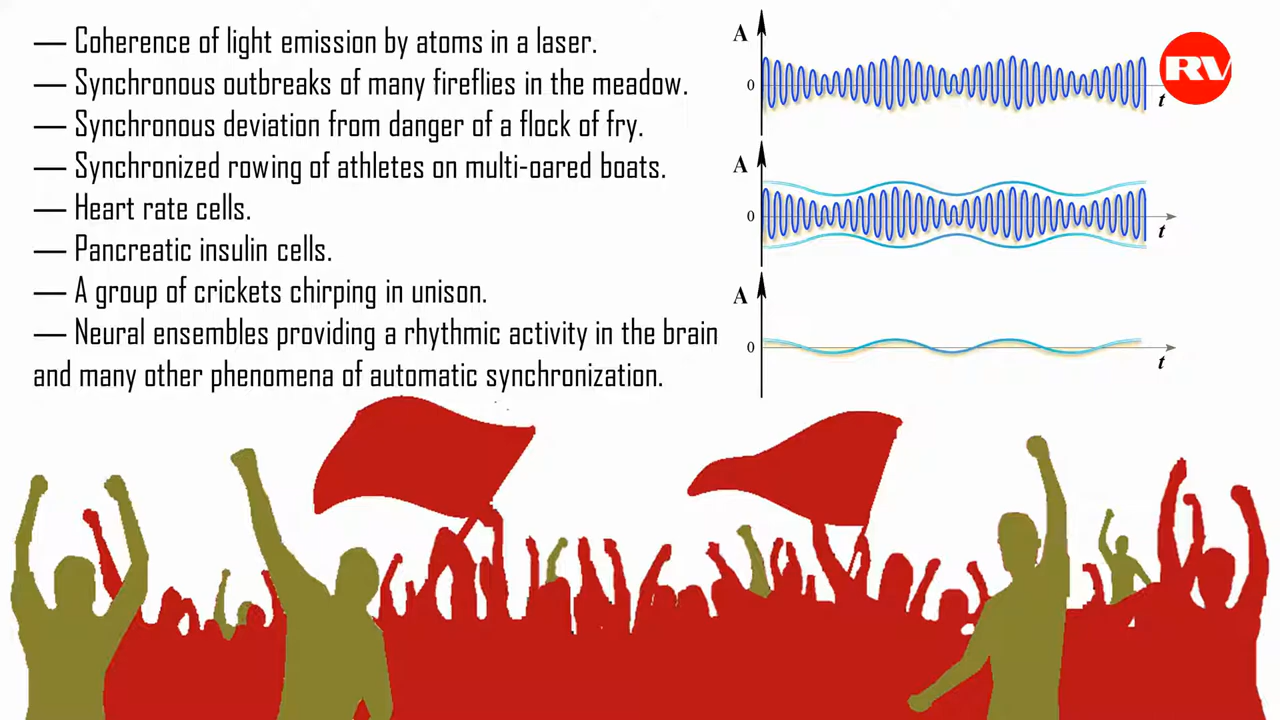 — Coherence of light emission by atoms in a laser.
— Synchronous outbreaks of many fireflies in the meadow.
— Synchronous deviation from danger of a flock of fry.
— Synchronized rowing of athletes on multi-oared boats.
— Heart rate cells.
— Pancreatic insulin cells.
— A group of crickets chirping in unison.
— Neural ensembles providing a rhythmic activity in the brain
and many other phenomena of automatic synchronization.
A
0
t
RV
A
0
t
A
0
t